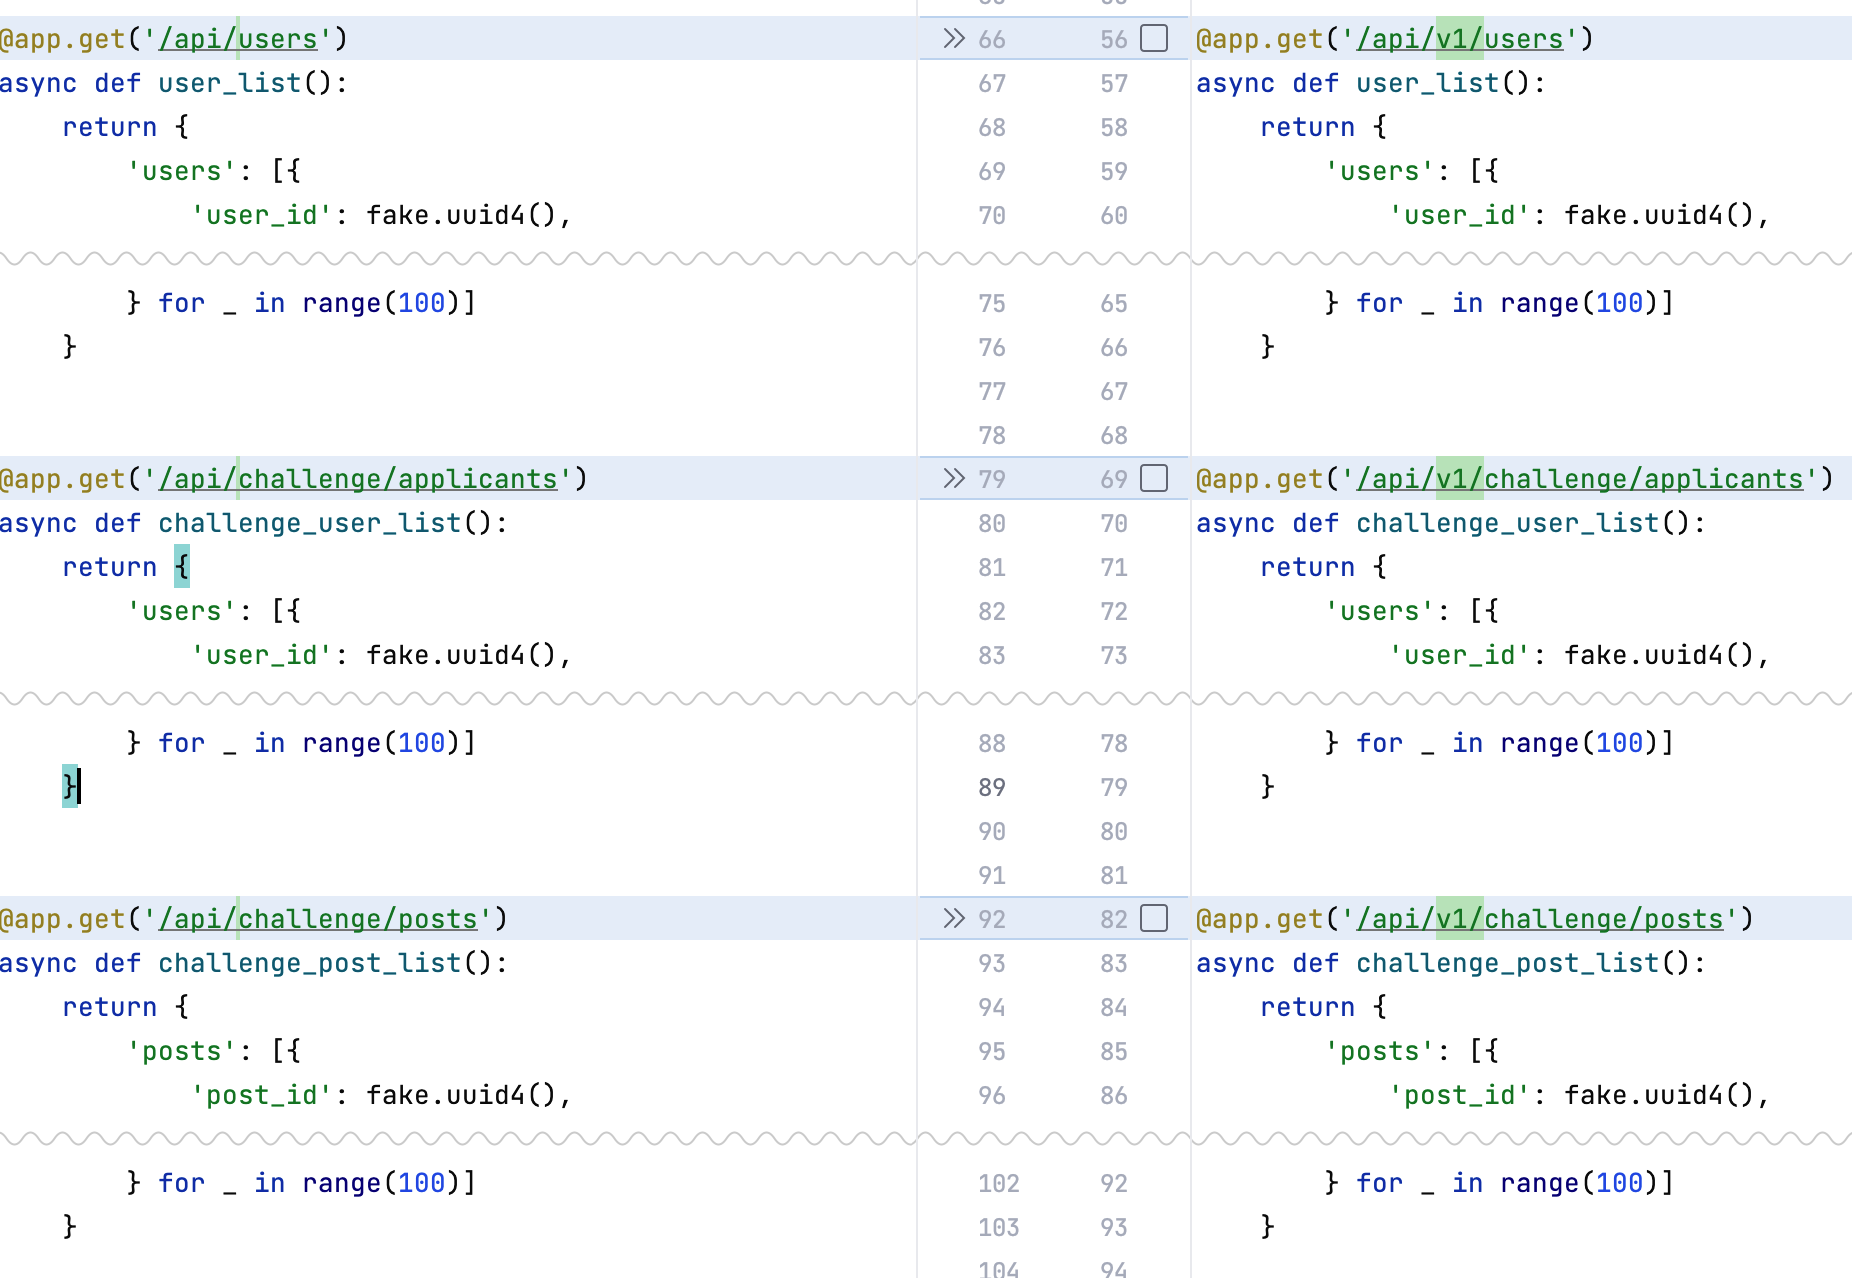 @app.get('/api/users') 66 56 @app.get('/api/v1/users')
async def user_list(): 67 57 async def user_list():
    return { 68 58     return {
        'users': [{ 69 59         'users': [{
            'user_id': fake.uuid4(), 70 60             'user_id': fake.uuid4(),
        } for _ in range(100)] 75 65         } for _ in range(100)]
    } 76 66     }
77 67
78 68
@app.get('/api/challenge/applicants') 79 69 @app.get('/api/v1/challenge/applicants')
async def challenge_user_list(): 80 70 async def challenge_user_list():
    return { 81 71     return {
        'users': [{ 82 72         'users': [{
            'user_id': fake.uuid4(), 83 73             'user_id': fake.uuid4(),
        } for _ in range(100)] 88 78         } for _ in range(100)]
    } 89 79     }
90 80
91 81
@app.get('/api/challenge/posts') 92 82 @app.get('/api/v1/challenge/posts')
async def challenge_post_list(): 93 83 async def challenge_post_list():
    return { 94 84     return {
        'posts': [{ 95 85         'posts': [{
            'post_id': fake.uuid4(), 96 86             'post_id': fake.uuid4(),
        } for _ in range(100)] 102 92         } for _ in range(100)]
    } 103 93     }
104 94